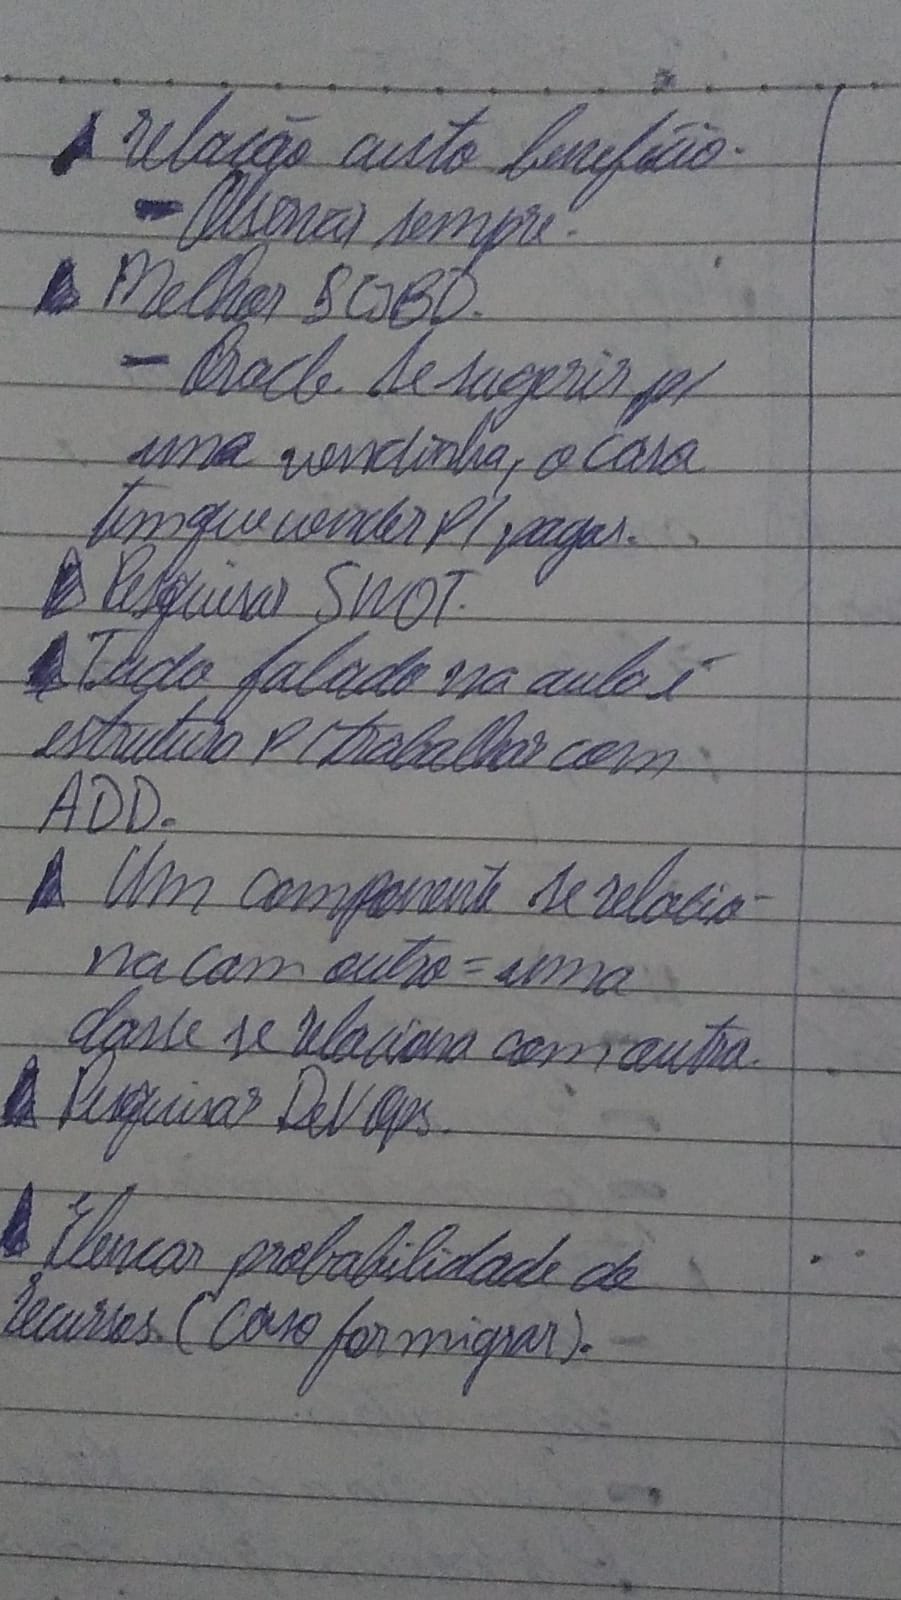 relação custo benefício.
- Observar sempre.
Melhor SGBD.
- Oracle se sugerir p/
uma vendinha, o cara
tem que vender p/ pagar.
Pesquisar SWOT.
Tudo falado na aula é
estrutura p/ trabalhar com
ADD.
Um componente se relacio-
na com outro = uma
classe se relaciona com outra.
Pesquisar DevOps.
Elencar probabilidade de
recursos. (Caso for migrar).